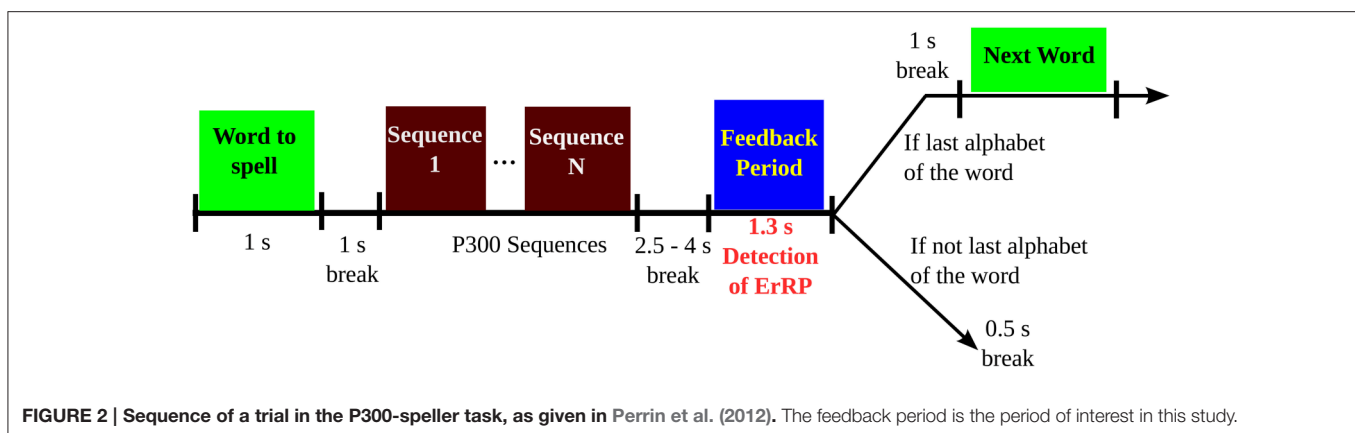 Word to
spell
Sequence
1
...
Sequence
N
Feedback
Period
1 s
break
Next Word
1 s
1 s
break
P300 Sequences
2.5 - 4 s
break
1.3 s
Detection
of ErRP
If last alphabet
of the word
If not last alphabet
of the word
0.5 s
break
FIGURE 2 | Sequence of a trial in the P300-speller task, as given in Perrin et al. (2012). The feedback period is the period of interest in this study.